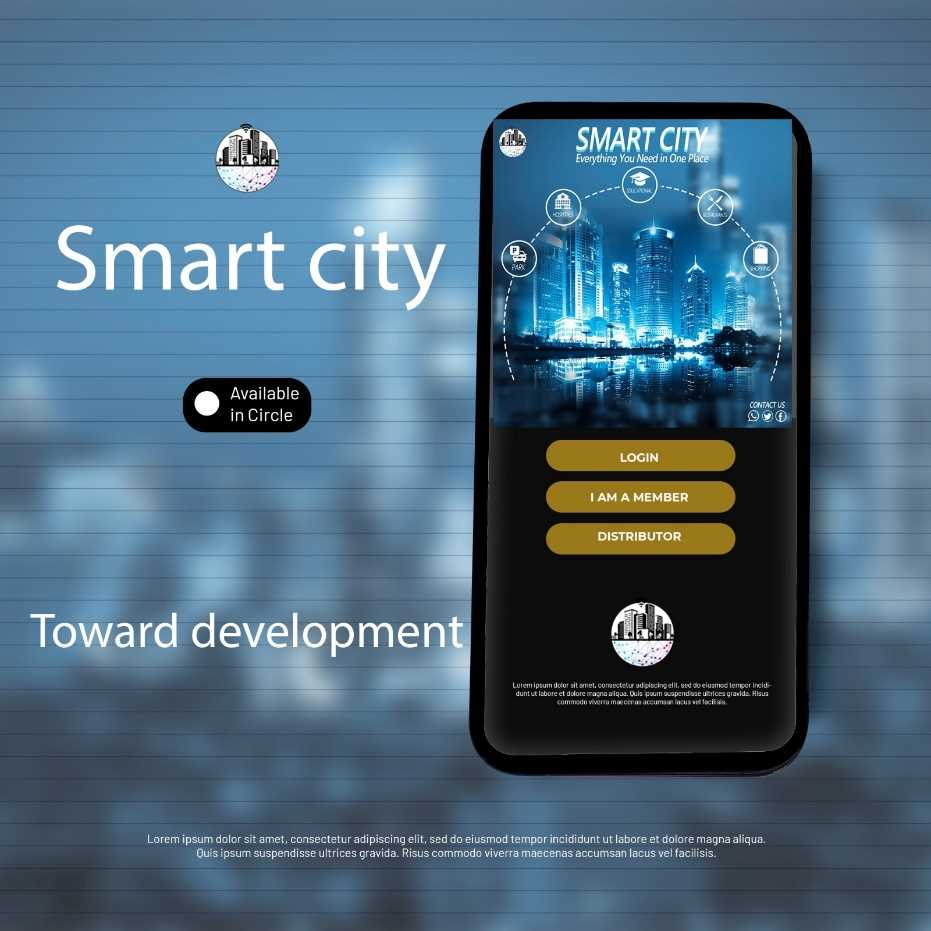 Smart city
Available
in Circle
Toward development
SMART CITY
Everything You Need in One Place
EDUCATIONAL
HOSPITALS
RESTAURANTS
PARK
SHOPPING
CONTACT US
LOGIN
I AM A MEMBER
DISTRIBUTOR
Lorem ipsum dolor sit amet, consectetur adipiscing elit, sed do eiusmod tempor incidi-
dunt ut labore et dolore magna aliqua. Quis ipsum suspendisse ultrices gravida. Risus
commodo viverra maecenas accumsan lacus vel facilisis.
Lorem ipsum dolor sit amet, consectetur adipiscing elit, sed do eiusmod tempor incididunt ut labore et dolore magna aliqua.
Quis ipsum suspendisse ultrices gravida. Risus commodo viverra maecenas accumsan lacus vel facilisis.